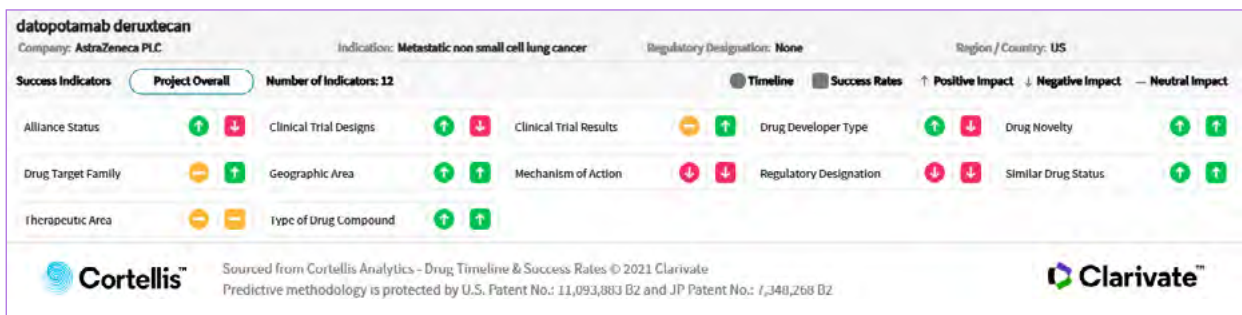 datopotamab deruxtecan
Company: AstraZeneca PLC Indication: Metastatic non small cell lung cancer Regulatory Designation: None Region / Country: US
Success Indicators Project Overall Number of Indicators: 12 Timeline Success Rates ↑ Positive Impact ↓ Negative Impact — Neutral Impact
Alliance Status Clinical Trial Designs Clinical Trial Results Drug Developer Type Drug Novelty
Drug Target Family Geographic Area Mechanism of Action Regulatory Designation Similar Drug Status
Therapeutic Area Type of Drug Compound
Cortellis™ Sourced from Cortellis Analytics - Drug Timeline & Success Rates © 2021 Clarivate Clarivate™
Predictive methodology is protected by U.S. Patent No.: 11,093,883 B2 and JP Patent No.: 7,348,268 B2